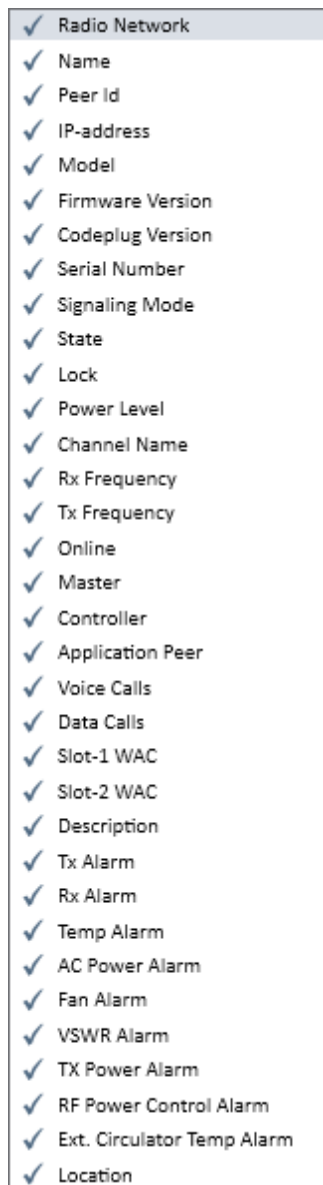 Radio Network
Name
Peer Id
IP-address
Model
Firmware Version
Codeplug Version
Serial Number
Signaling Mode
State
Lock
Power Level
Channel Name
Rx Frequency
Tx Frequency
Online
Master
Controller
Application Peer
Voice Calls
Data Calls
Slot-1 WAC
Slot-2 WAC
Description
Tx Alarm
Rx Alarm
Temp Alarm
AC Power Alarm
Fan Alarm
VSWR Alarm
TX Power Alarm
RF Power Control Alarm
Ext. Circulator Temp Alarm
Location